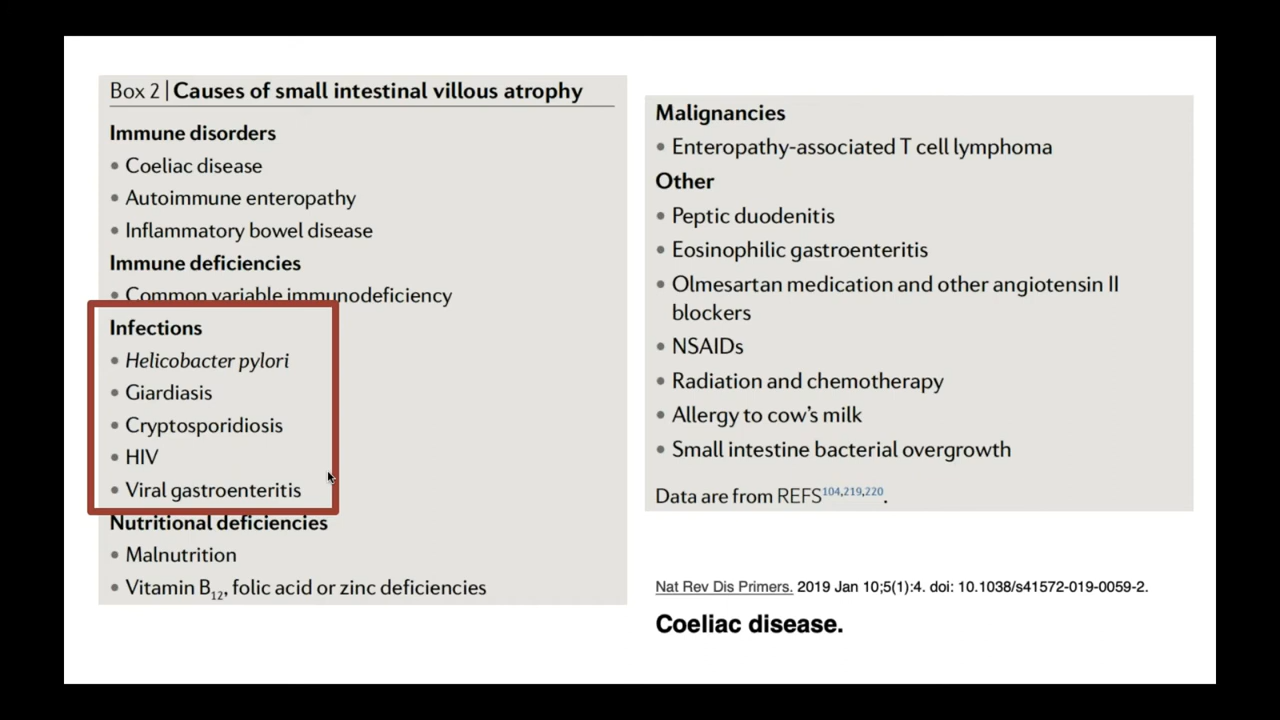 Box 2 | Causes of small intestinal villous atrophy
Immune disorders
• Coeliac disease
• Autoimmune enteropathy
• Inflammatory bowel disease
Immune deficiencies
• Common variable immunodeficiency
Infections
• Helicobacter pylori
• Giardiasis
• Cryptosporidiosis
• HIV
• Viral gastroenteritis
Nutritional deficiencies
• Malnutrition
• Vitamin B12, folic acid or zinc deficiencies
Malignancies
• Enteropathy-associated T cell lymphoma
Other
• Peptic duodenitis
• Eosinophilic gastroenteritis
• Olmesartan medication and other angiotensin II
blockers
• NSAIDs
• Radiation and chemotherapy
• Allergy to cow's milk
• Small intestine bacterial overgrowth
Data are from REFS104,219,220.
Nat Rev Dis Primers. 2019 Jan 10;5(1):4. doi: 10.1038/s41572-019-0059-2.
Coeliac disease.